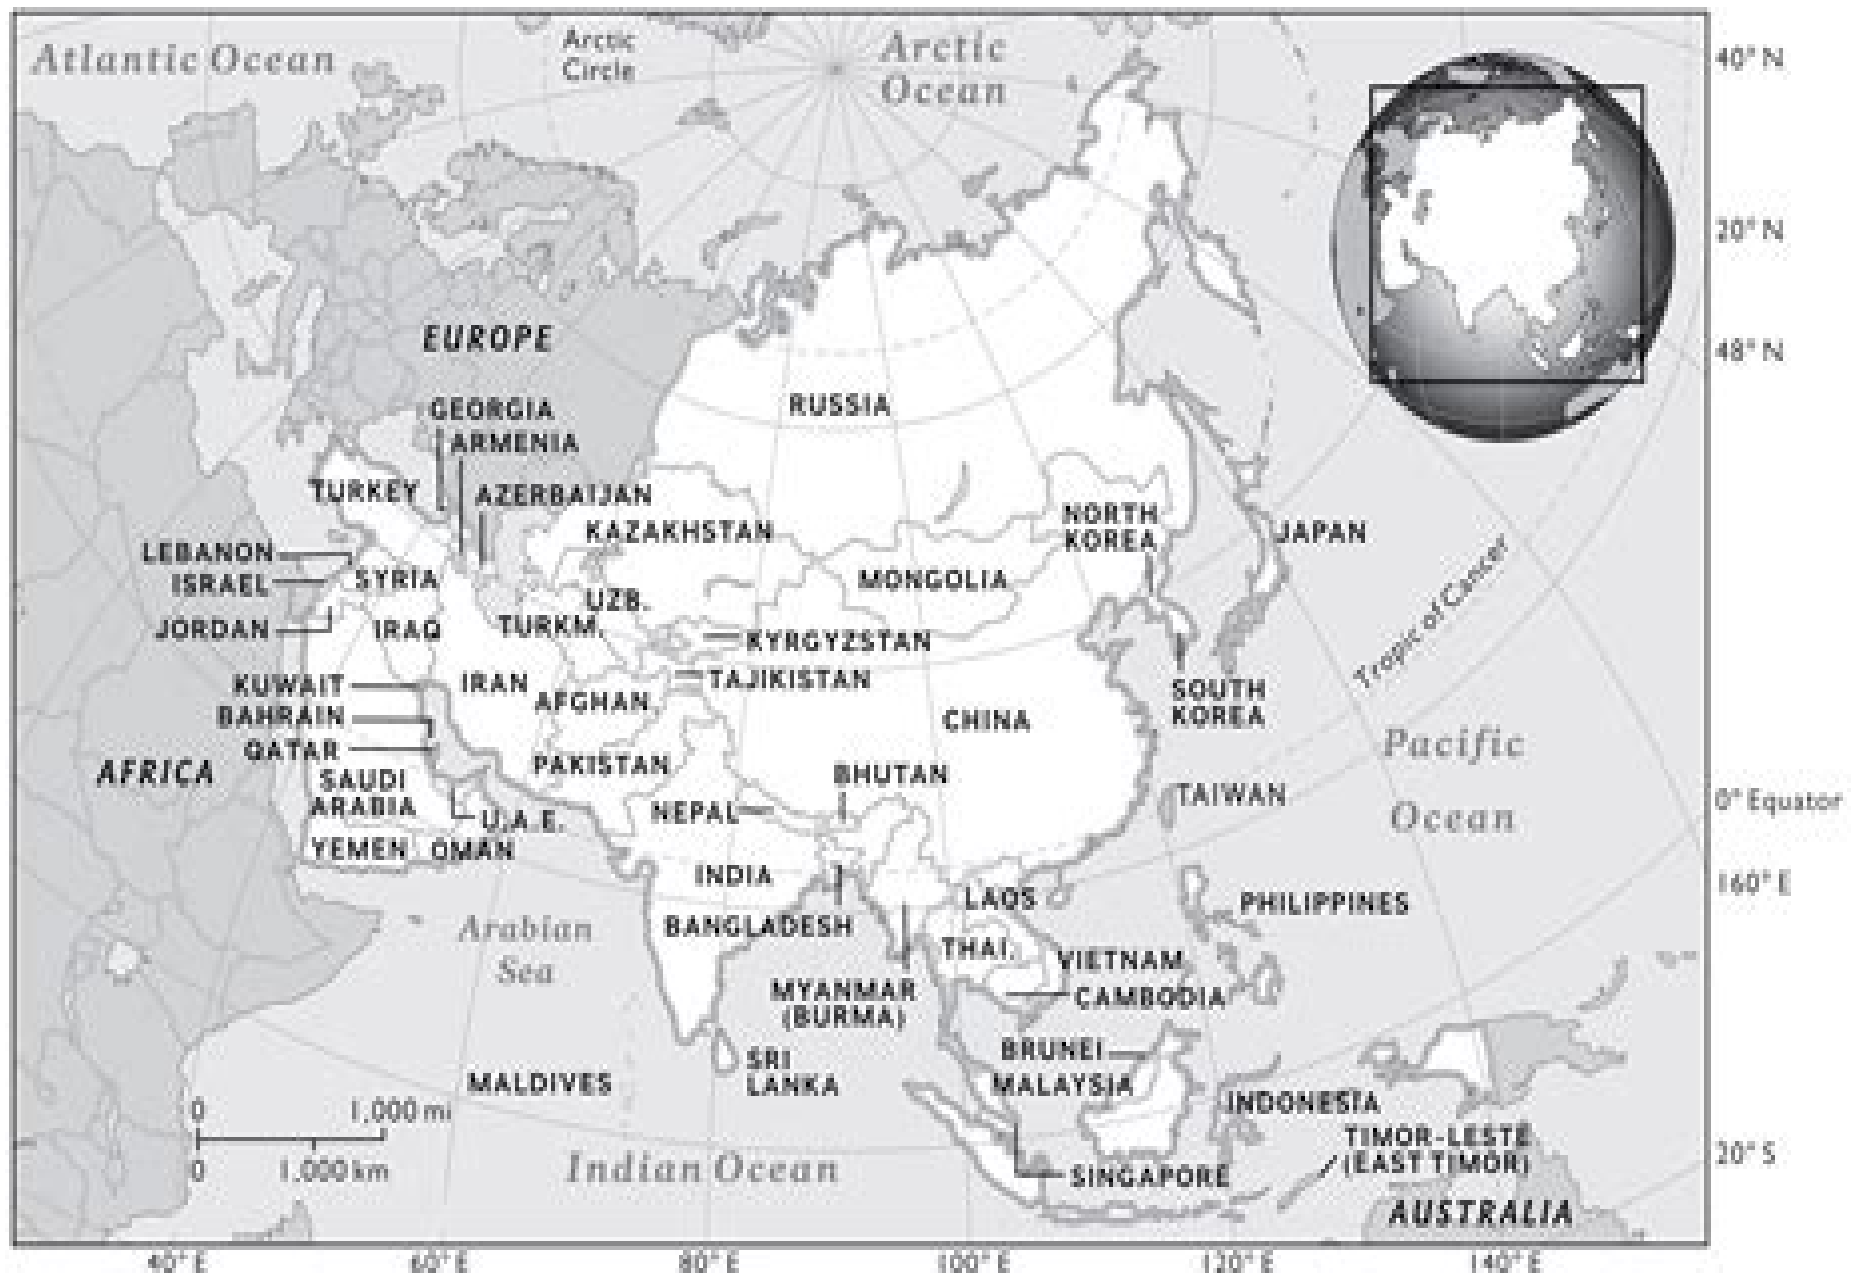 Atlantic Ocean
Arctic
Circle
Arctic
Ocean
40° N
20° N
48° N
EUROPE
GEORGIA
ARMENIA
RUSSIA
TURKEY
AZERBAIJAN
KAZAKHSTAN
NORTH
KOREA
JAPAN
LEBANON
ISRAEL
SYRIA
MONGOLIA
Tropic of Cancer
UZB.
JORDAN
IRAQ
TURKM.
KYRGYZSTAN
KUWAIT
IRAN
AFGHAN.
TAJIKISTAN
SOUTH
KOREA
BAHRAIN
CHINA
QATAR
AFRICA
SAUDI
ARABIA
PAKISTAN
BHUTAN
Pacific
Ocean
TAIWAN
0° Equator
NEPAL
U.A.E.
YEMEN
OMAN
INDIA
LAOS
160° E
PHILIPPINES
BANGLADESH
Arabian
Sea
THAI.
VIETNAM
MYANMAR
(BURMA)
CAMBODIA
BRUNEI
SRI
LANKA
MALDIVES
MALAYSIA
INDONESIA
0
1.000 mi
TIMOR-LESTE
(EAST TIMOR)
0
1.000 km
Indian Ocean
SINGAPORE
20° S
AUSTRALIA
40° E
60° E
80° E
100° E
120° E
140° E